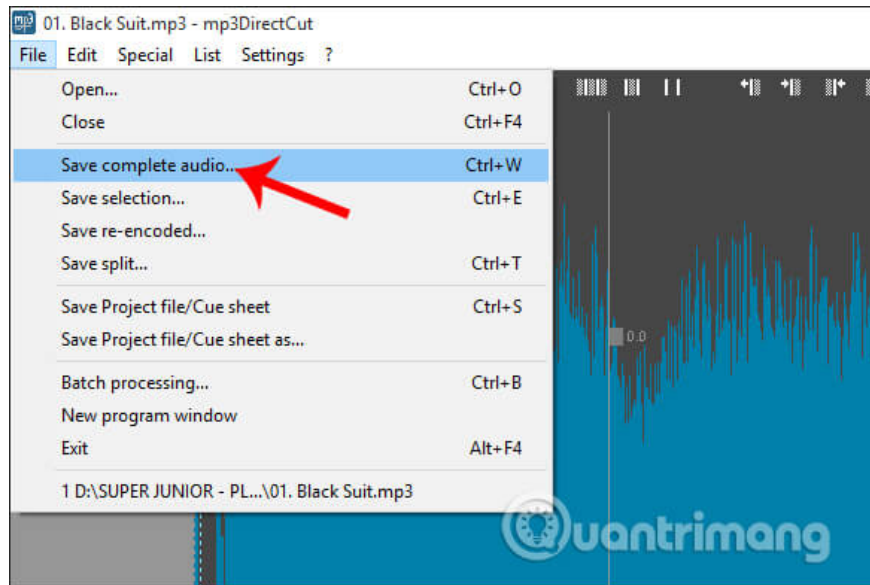 mp3 01. Black Suit.mp3 - mp3DirectCut
File Edit Special List Settings ?
Open... Ctrl+O
Close Ctrl+F4
Save complete audio... Ctrl+W
Save selection... Ctrl+E
Save re-encoded...
Save split... Ctrl+T
Save Project file/Cue sheet Ctrl+S
Save Project file/Cue sheet as...
0.0
Batch processing... Ctrl+B
New program window
Exit Alt+F4
1 D:\SUPER JUNIOR - PL...\01. Black Suit.mp3
Quantrimang